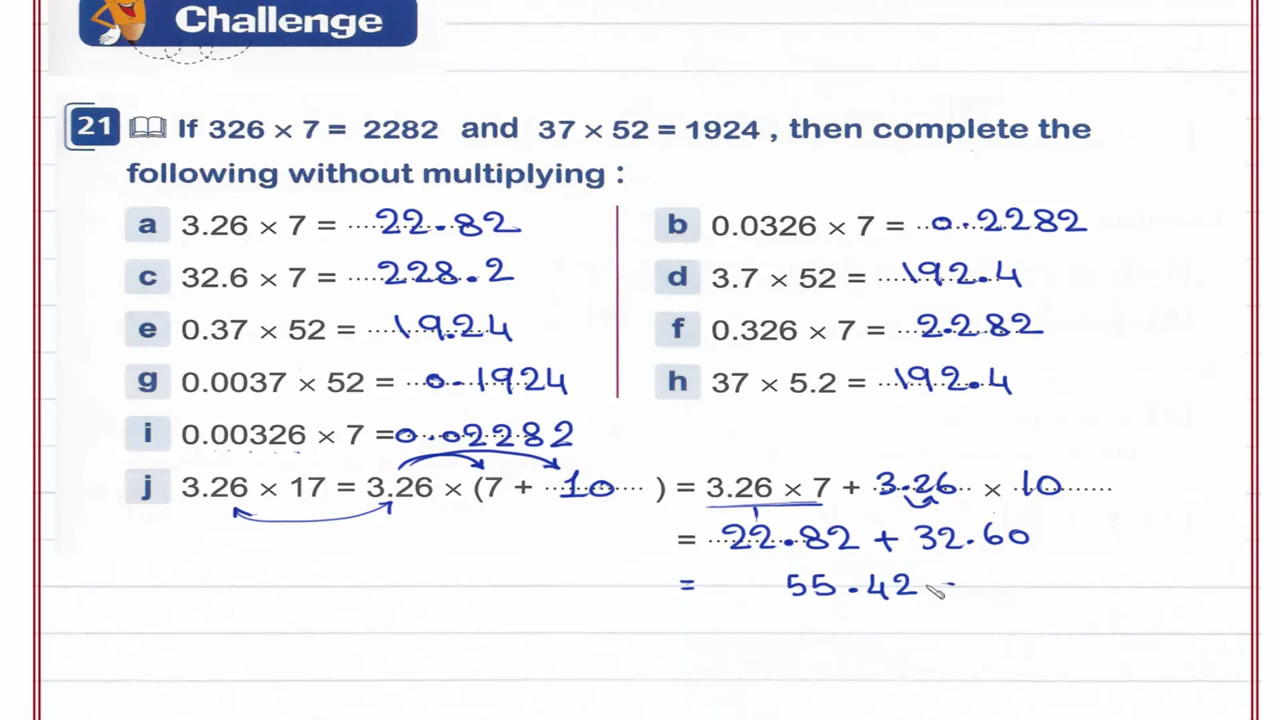 Challenge
21 If 326 × 7 = 2282 and 37 × 52 = 1924 , then complete the
following without multiplying :
a 3.26 × 7 = 22.82
b 0.0326 × 7 = 0.2282
c 32.6 × 7 = 228.2
d 3.7 × 52 = 192.4
e 0.37 × 52 = 19.24
f 0.326 × 7 = 2.282
g 0.0037 × 52 = 0.1924
h 37 × 5.2 = 192.4
i 0.00326 × 7 = 0.02282
j 3.26 × 17 = 3.26 × (7 + 10 ) = 3.26 × 7 + 3.26 × 10
= 22.82 + 32.60
= 55.42